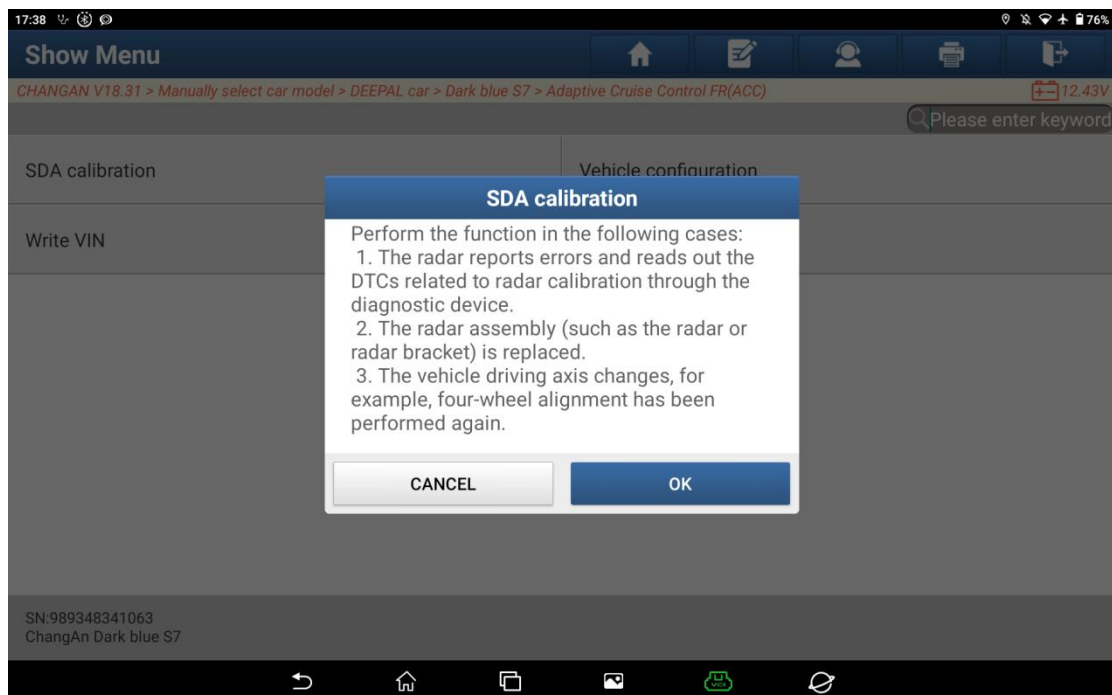 17:38
76%
Show Menu
CHANGAN V18.31 > Manually select car model > DEEPAL car > Dark blue S7 > Adaptive Cruise Control FR(ACC)
12.43V
Please enter keyword
SDA calibration
Vehicle configuration
Write VIN
SDA calibration
Perform the function in the following cases:
1. The radar reports errors and reads out the
DTCs related to radar calibration through the
diagnostic device.
2. The radar assembly (such as the radar or
radar bracket) is replaced.
3. The vehicle driving axis changes, for
example, four-wheel alignment has been
performed again.
CANCEL
OK
SN:989348341063
ChangAn Dark blue S7
VCI